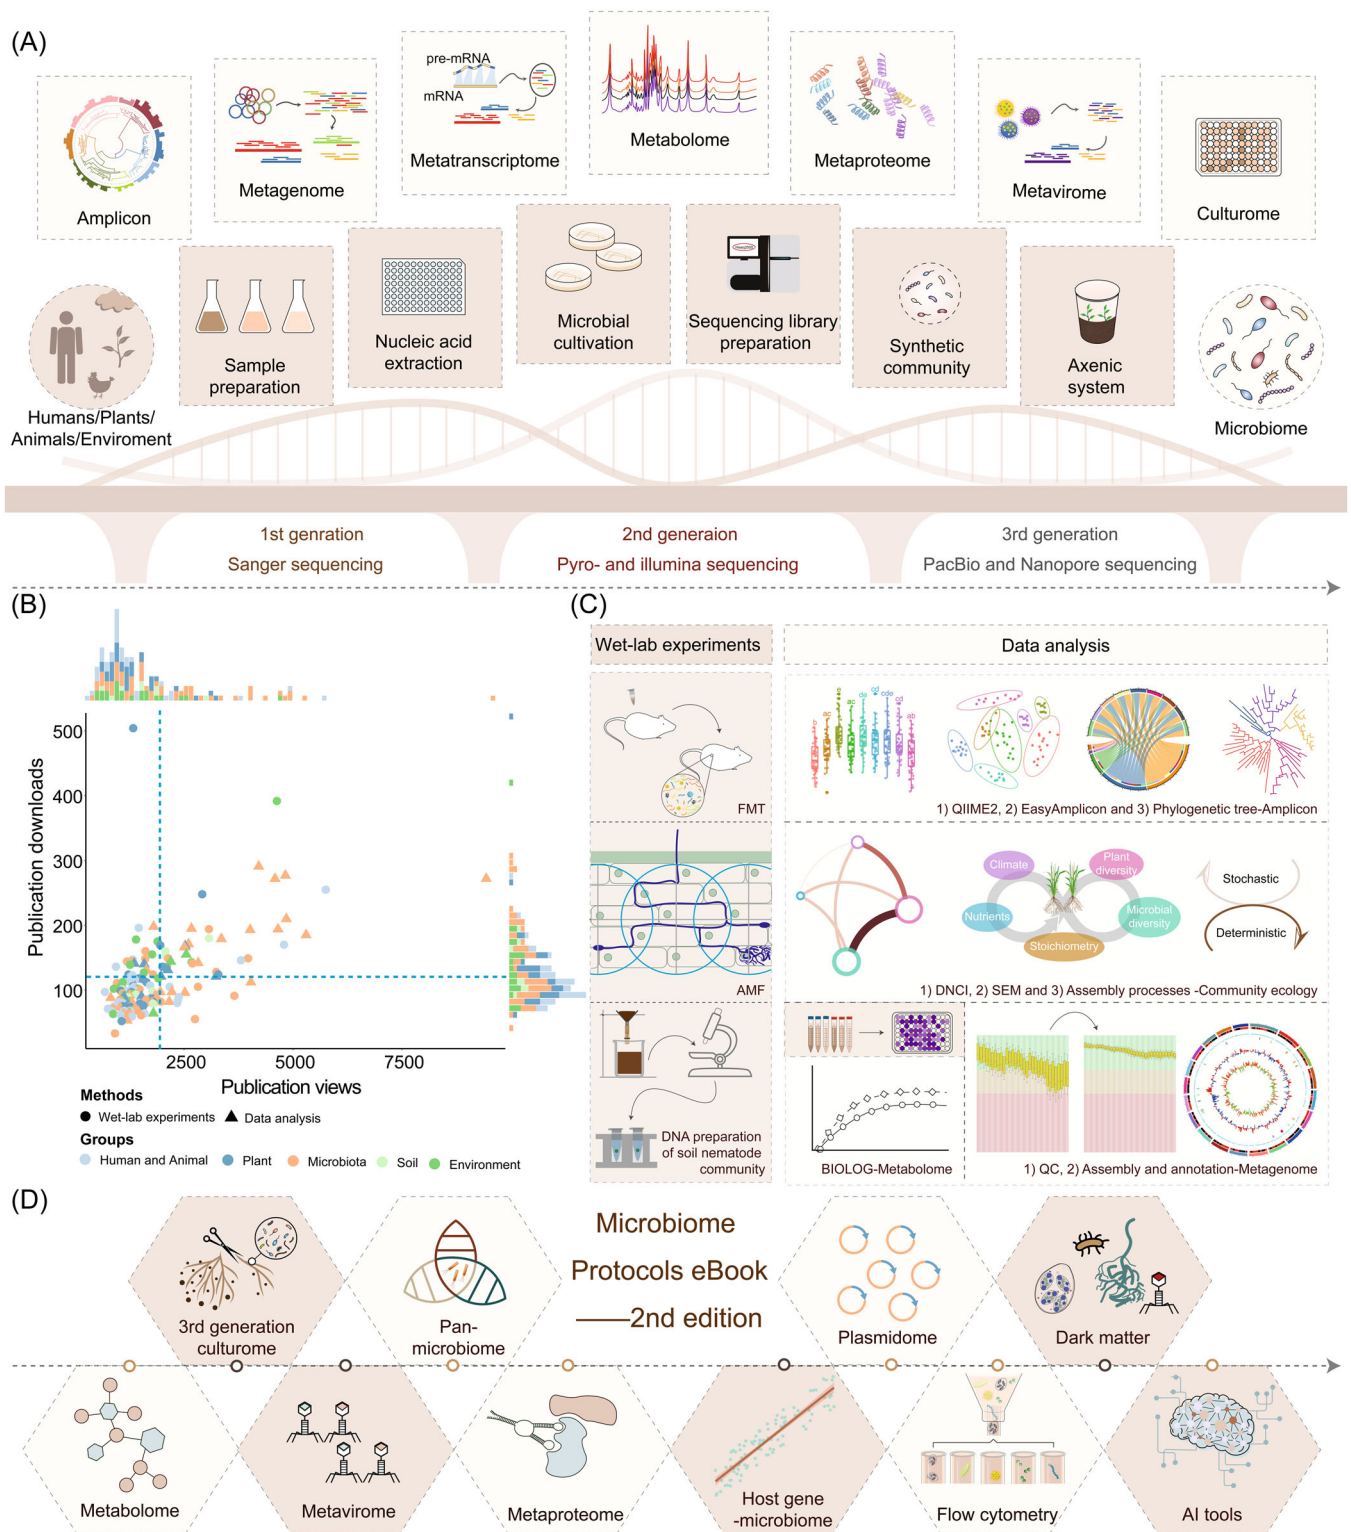 (A)
pre-mRNA
mRNA
Amplicon
Metagenome
Metatranscriptome
Metabolome
Metaproteome
Metavirome
Culturome
Humans/Plants/
Animals/Enviroment
Sample
preparation
Nucleic acid
extraction
Microbial
cultivation
Sequencing library
preparation
Synthetic
community
Axenic
system
Microbiome
1st genration
Sanger sequencing
2nd generaion
Pyro- and illumina sequencing
3rd generation
PacBio and Nanopore sequencing
(B)
Publication downloads
500
400
300
200
100
2500
5000
7500
Publication views
Methods
Wet-lab experiments
Data analysis
Groups
Human and Animal
Plant
Microbiota
Soil
Environment
(C)
Wet-lab experiments
Data analysis
FMT
1) QIIME2, 2) EasyAmplicon and 3) Phylogenetic tree-Amplicon
AMF
Climate
Plant
diversity
Nutrients
Microbial
diversity
Stoichiometry
Stochastic
Deterministic
1) DNCI, 2) SEM and 3) Assembly processes -Community ecology
DNA preparation
of soil nematode
community
BIOLOG-Metabolome
1) QC, 2) Assembly and annotation-Metagenome
(D)
Microbiome
Protocols eBook
——2nd edition
3rd generation
culturome
Pan-
microbiome
Plasmidome
Dark matter
Metabolome
Metavirome
Metaproteome
Host gene
-microbiome
Flow cytometry
AI tools